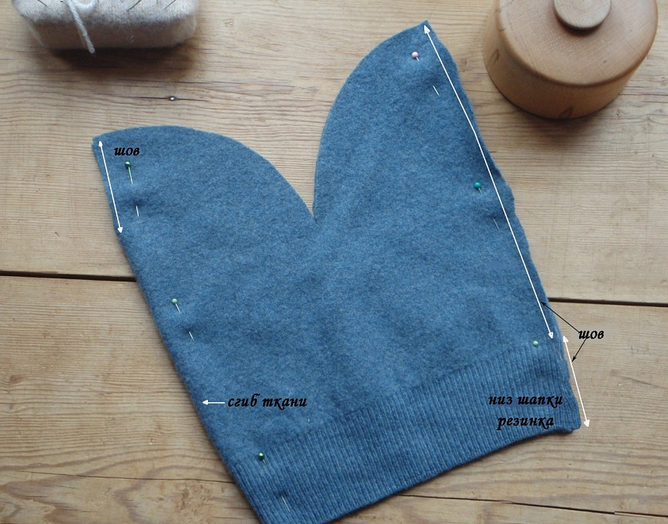 шов
шов
сгиб ткани
низ шапки
резинка